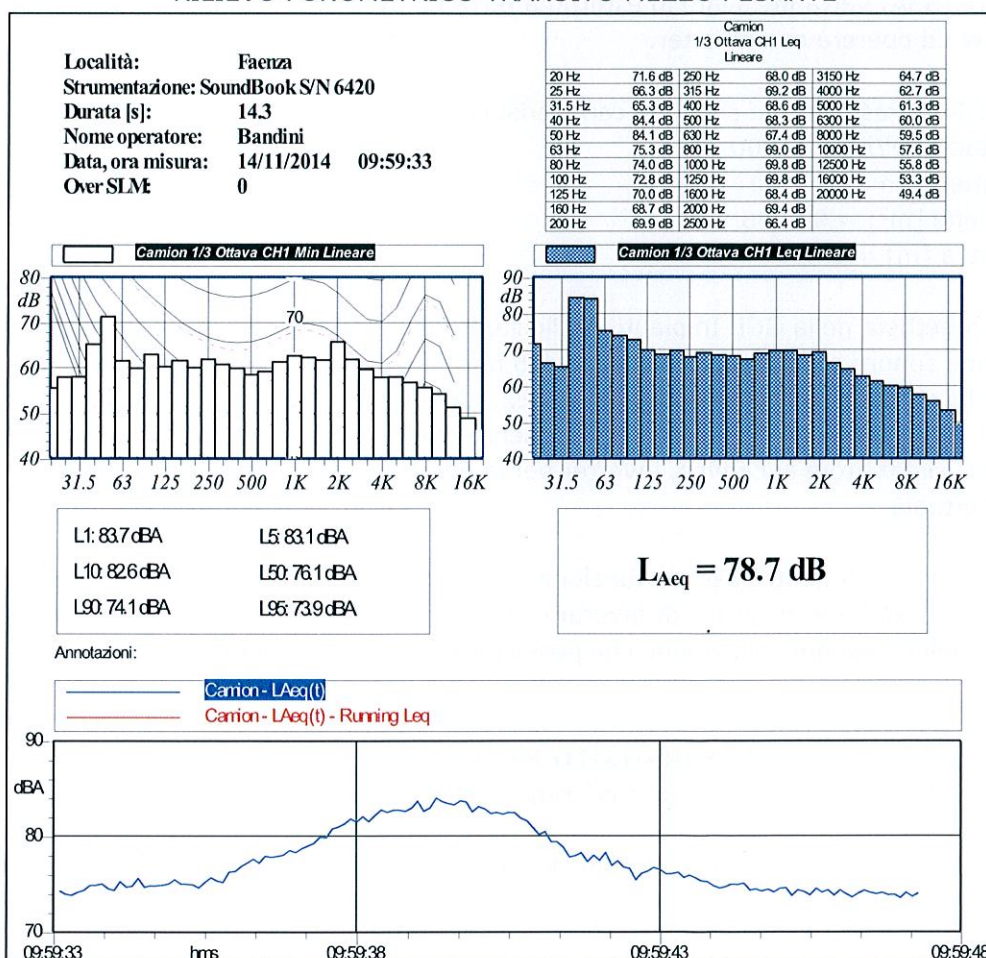 Località: Faenza
Strumentazione: SoundBook S/N 6420
Durata [s]: 14.3
Nome operatore: Bandini
Data, ora misura: 14/11/2014 09:59:33
Over SLM: 0
Camion
1/3 Ottava CH1 Leq
Lineare
20 Hz 71.6 dB 250 Hz 68.0 dB 3150 Hz 64.7 dB
25 Hz 66.3 dB 315 Hz 69.2 dB 4000 Hz 62.7 dB
31.5 Hz 65.3 dB 400 Hz 68.6 dB 5000 Hz 61.3 dB
40 Hz 84.4 dB 500 Hz 68.3 dB 6300 Hz 60.0 dB
50 Hz 84.1 dB 630 Hz 67.4 dB 8000 Hz 59.5 dB
63 Hz 75.3 dB 800 Hz 69.0 dB 10000 Hz 57.6 dB
80 Hz 74.0 dB 1000 Hz 69.8 dB 12500 Hz 55.8 dB
100 Hz 72.8 dB 1250 Hz 69.8 dB 16000 Hz 53.3 dB
125 Hz 70.0 dB 1600 Hz 68.4 dB 20000 Hz 49.4 dB
160 Hz 68.7 dB 2000 Hz 69.4 dB
200 Hz 69.9 dB 2500 Hz 66.4 dB
Camion 1/3 Ottava CH1 Min Lineare
80
dB
70
60
50
40
70
31.5 63 125 250 500 1K 2K 4K 8K 16K
Camion 1/3 Ottava CH1 Leq Lineare
90
dB
80
70
60
50
40
31.5 63 125 250 500 1K 2K 4K 8K 16K
L1: 83.7 dBA L5: 83.1 dBA
L10: 82.6 dBA L50: 76.1 dBA
L90: 74.1 dBA L95: 73.9 dBA
LAeq = 78.7 dB
Annotazioni:
Camion - LAeq(t)
Camion - LAeq(t) - Running Leq
90
dBA
80
70
09:59:33 hms 09:59:38 09:59:43 09:59:48